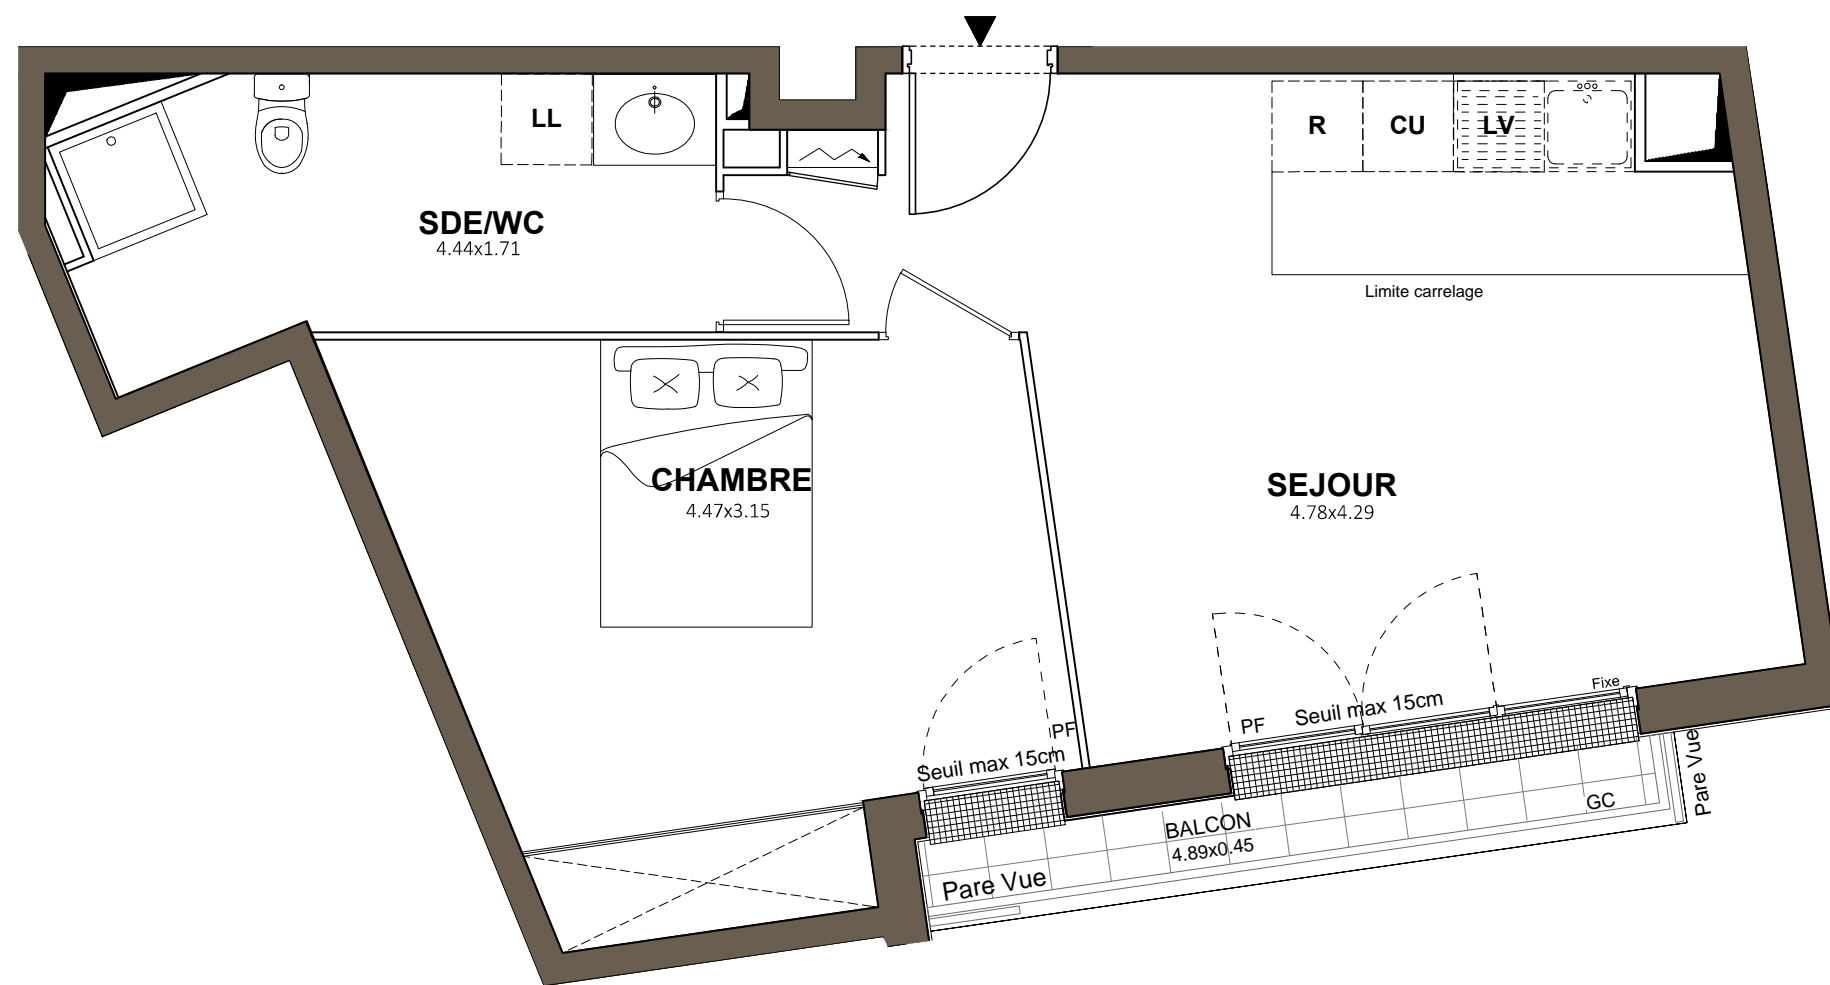 LL
R
CU
LV
SDE/WC
4.44x1.71
Limite carrelage
CHAMBRE
4.47x3.15
SEJOUR
4.78x4.29
Fixe
Seuil max 15cm
PF
PF
Seuil max 15cm
Pare Vue
GC
BALCON
4.89x0.45
Pare Vue